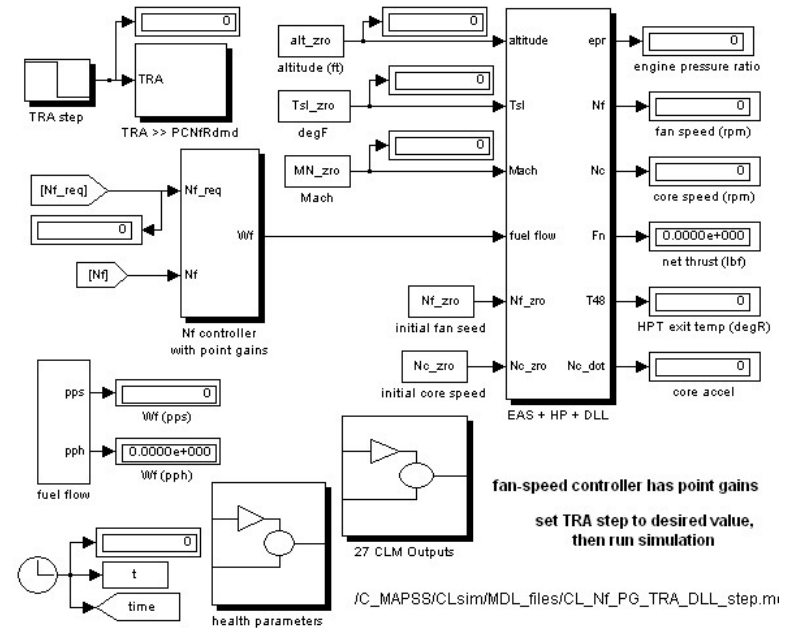 0
TRA
TRA step
TRA >> PCNfRdmd
alt_zro
altitude (ft)
0
Tsl_zro
degF
0
MN_zro
Mach
0
[Nf_req]
0
[Nf]
Nf_req
Wf
Nf
Nf controller
with point gains
Nf_zro
initial fan seed
Nc_zro
initial core speed
altitude
epr
Tsl
Nf
Mach
Nc
fuel flow
Fn
Nf_zro
T48
Nc_zro
Nc_dot
EAS + HP + DLL
0
engine pressure ratio
0
fan speed (rpm)
0
core speed (rpm)
0.0000e+000
net thrust (lbf)
0
HPT exit temp (degR)
0
core accel
pps
pph
fuel flow
0
Wf (pps)
0.0000e+000
Wf (pph)
0
t
time
health parameters
27 CLM Outputs
fan-speed controller has point gains
set TRA step to desired value,
then run simulation
/C_MAPSS/CLsim/MDL_files/CL_Nf_PG_TRA_DLL_step.m